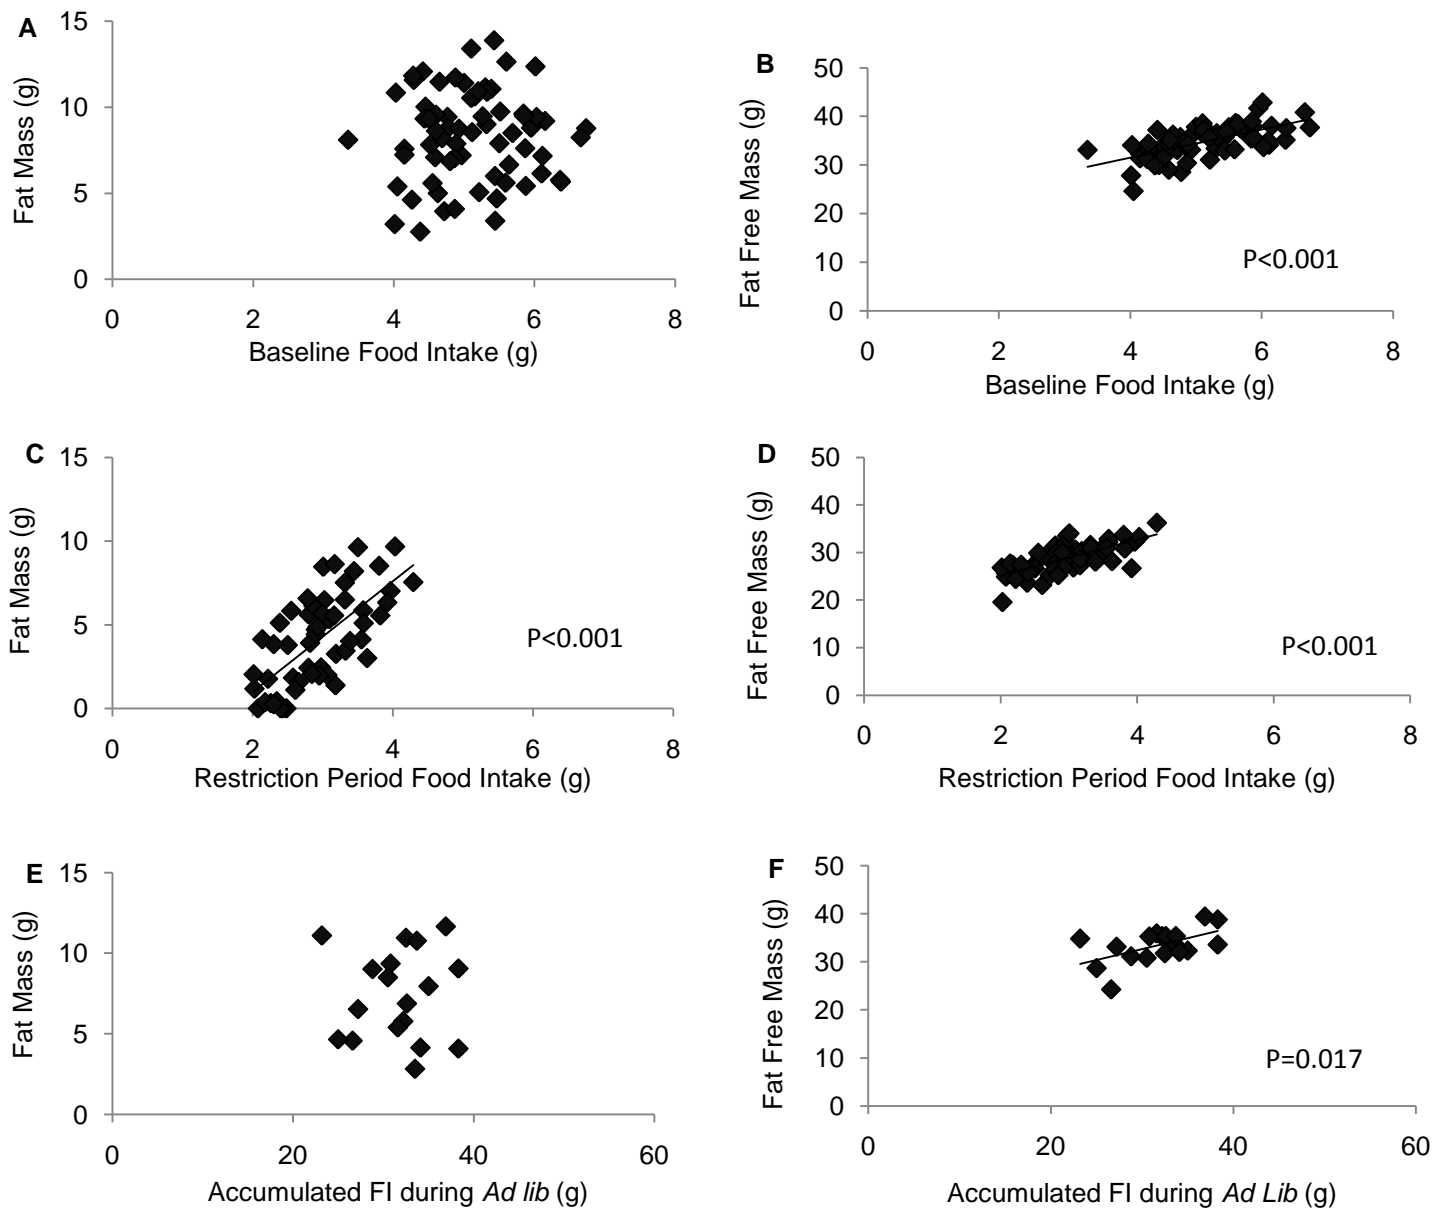 A
15
10
5
0
Fat Mass (g)
0 2 4 6 8
Baseline Food Intake (g)
B
50
40
30
20
10
0
Fat Free Mass (g)
P<0.001
0 2 4 6 8
Baseline Food Intake (g)
C
15
10
5
0
Fat Mass (g)
P<0.001
0 2 4 6 8
Restriction Period Food Intake (g)
D
50
40
30
20
10
0
Fat Free Mass (g)
P<0.001
0 2 4 6 8
Restriction Period Food Intake (g)
E
15
10
5
0
Fat Mass (g)
0 20 40 60
Accumulated FI during Ad lib (g)
F
50
40
30
20
10
0
Fat Free Mass (g)
P=0.017
0 20 40 60
Accumulated FI during Ad Lib (g)